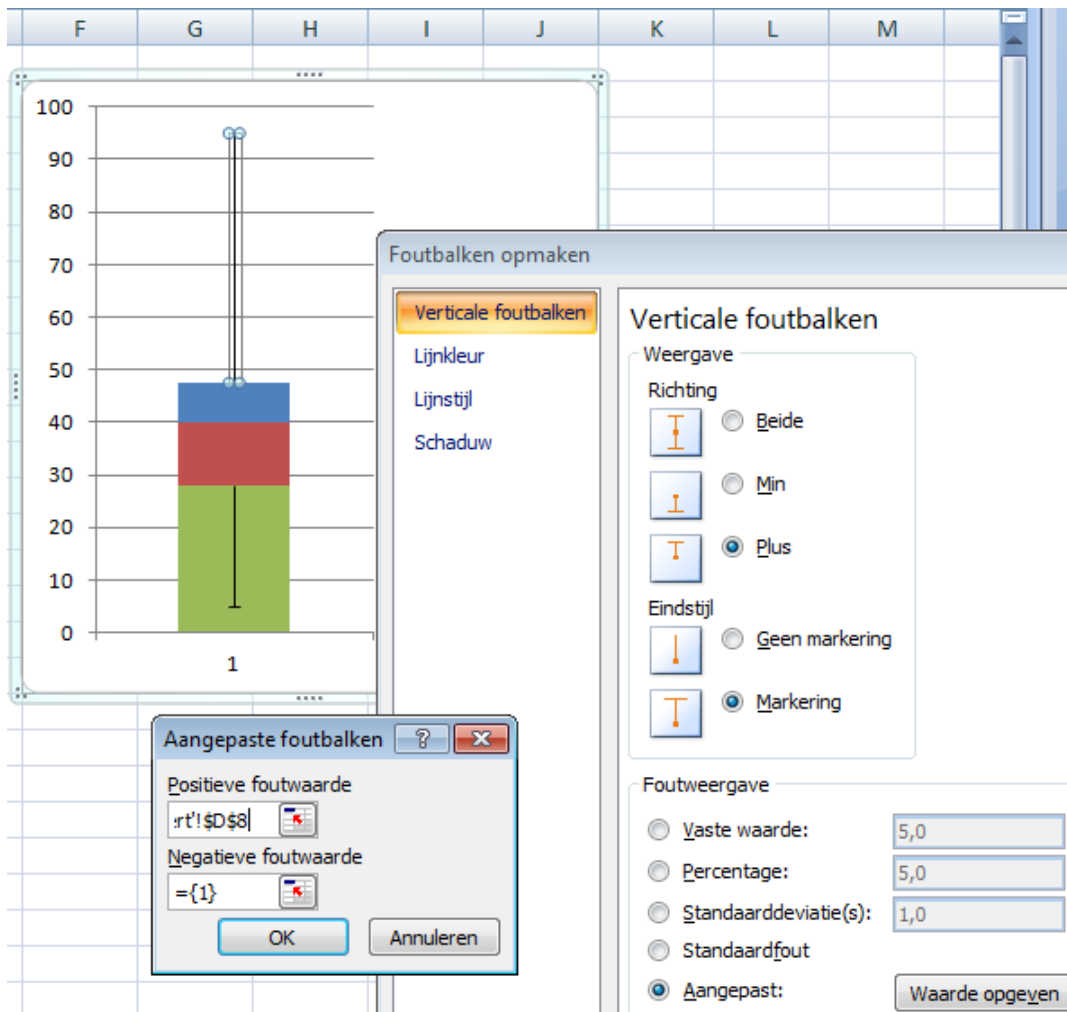 F G H I J K L M
100
90
80
70
60
50
40
30
20
10
0
1
Foutbalken opmaken
Verticale foutbalken
Lijnkleur
Lijnstijl
Schaduw
Verticale foutbalken
Weergave
Richting
Beide
Min
Plus
Eindstijl
Geen markering
Markering
Foutweergave
Vaste waarde: 5,0
Percentage: 5,0
Standaarddeviatie(s): 1,0
Standaardfout
Aangepast: Waarde opgeven
Aangepaste foutbalken ?
Positieve foutwaarde
:rt'!$D$8
Negatieve foutwaarde
={1}
OK Annuleren